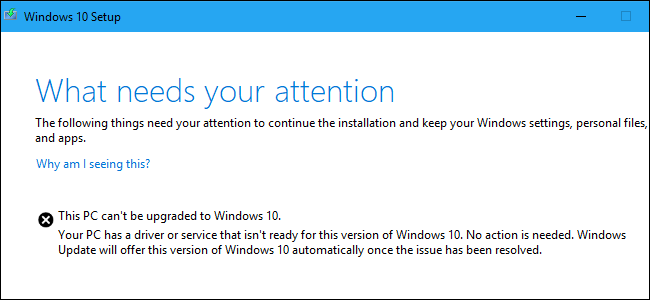 Windows 10 Setup
What needs your attention
The following things need your attention to continue the installation and keep your Windows settings, personal files,
and apps.
Why am I seeing this?
This PC can't be upgraded to Windows 10.
Your PC has a driver or service that isn't ready for this version of Windows 10. No action is needed. Windows
Update will offer this version of Windows 10 automatically once the issue has been resolved.